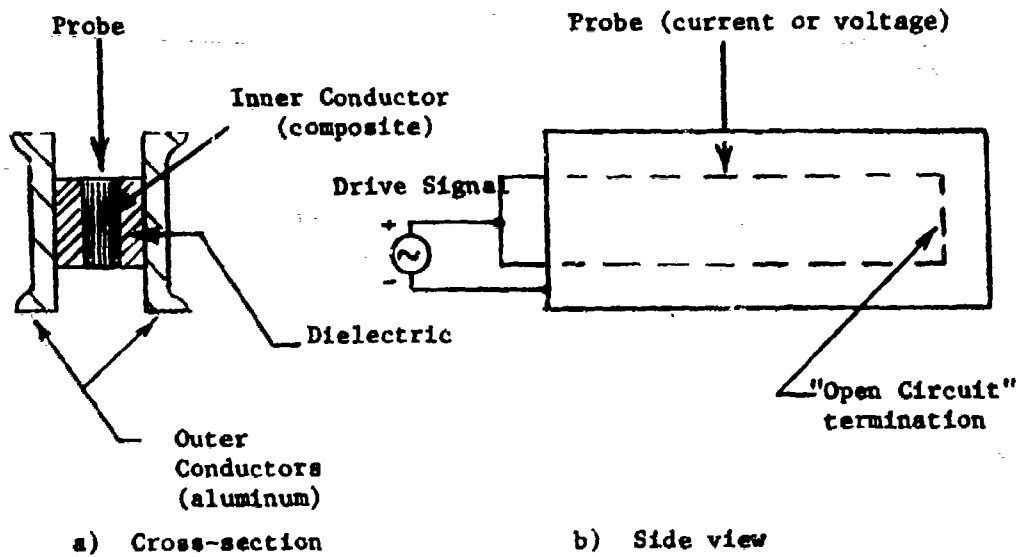 Probe
Inner Conductor
(composite)
Dielectric
Outer
Conductors
(aluminum)
a) Cross-section
Probe (current or voltage)
Drive Signal
+
-
"Open Circuit"
termination
b) Side view